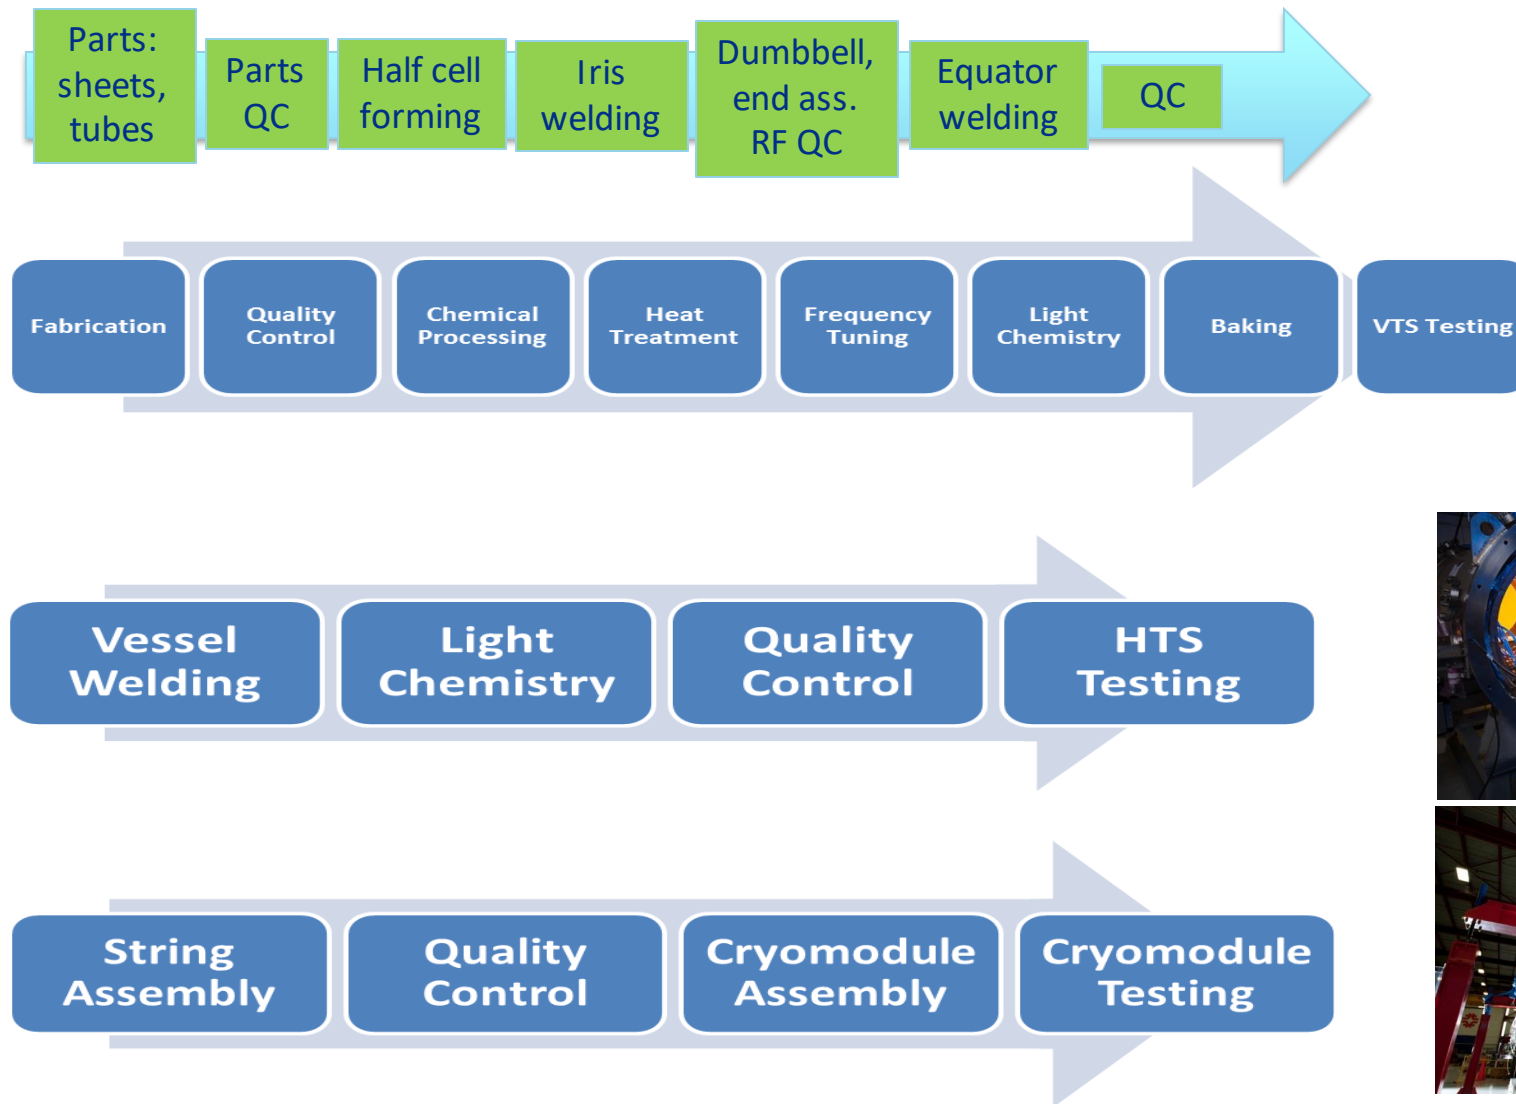 Parts:
sheets,
tubes
Parts
QC
Half cell
forming
Iris
welding
Dumbbell,
end ass.
RF QC
Equator
welding
QC
Fabrication
Quality
Control
Chemical
Processing
Heat
Treatment
Frequency
Tuning
Light
Chemistry
Baking
VTS Testing
Vessel
Welding
Light
Chemistry
Quality
Control
HTS
Testing
String
Assembly
Quality
Control
Cryomodule
Assembly
Cryomodule
Testing